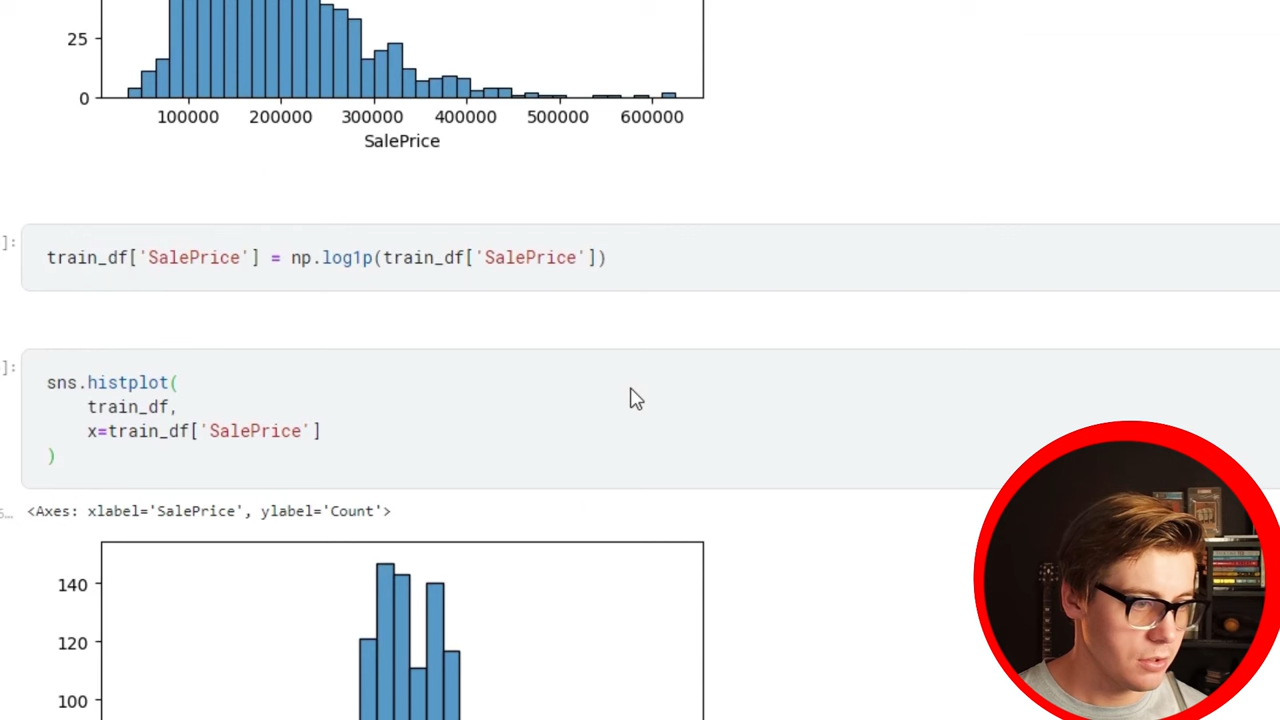 25
0
100000 200000 300000 400000 500000 600000
SalePrice
]:
train_df['SalePrice'] = np.log1p(train_df['SalePrice'])
]:
sns.histplot(
train_df,
x=train_df['SalePrice']
)
<Axes: xlabel='SalePrice', ylabel='Count'>
140
120
100